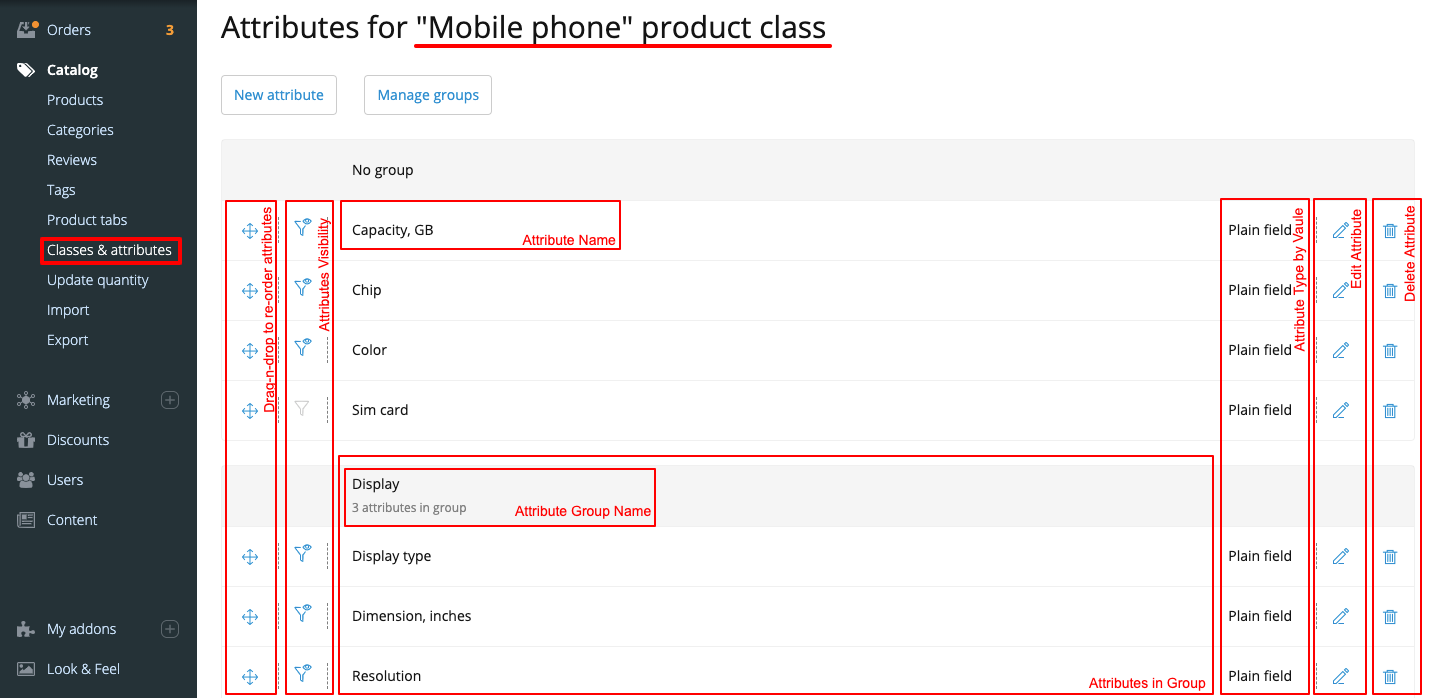 Orders 3
Catalog
Products
Categories
Reviews
Tags
Product tabs
Classes & attributes
Update quantity
Import
Export
Marketing
Discounts
Users
Content
My addons
Look & Feel
Attributes for "Mobile phone" product class
New attribute Manage groups
No group
Drag-n-drop to re-order attributes
Attributes Visibility
Capacity, GB Attribute Name Plain field
Attribute Type by Vaule
Edit Attribute
Delete Attribute
Chip Plain field
Color Plain field
Sim card Plain field
Display
3 attributes in group Attribute Group Name
Display type Plain field
Dimension, inches Plain field
Resolution Attributes in Group Plain field